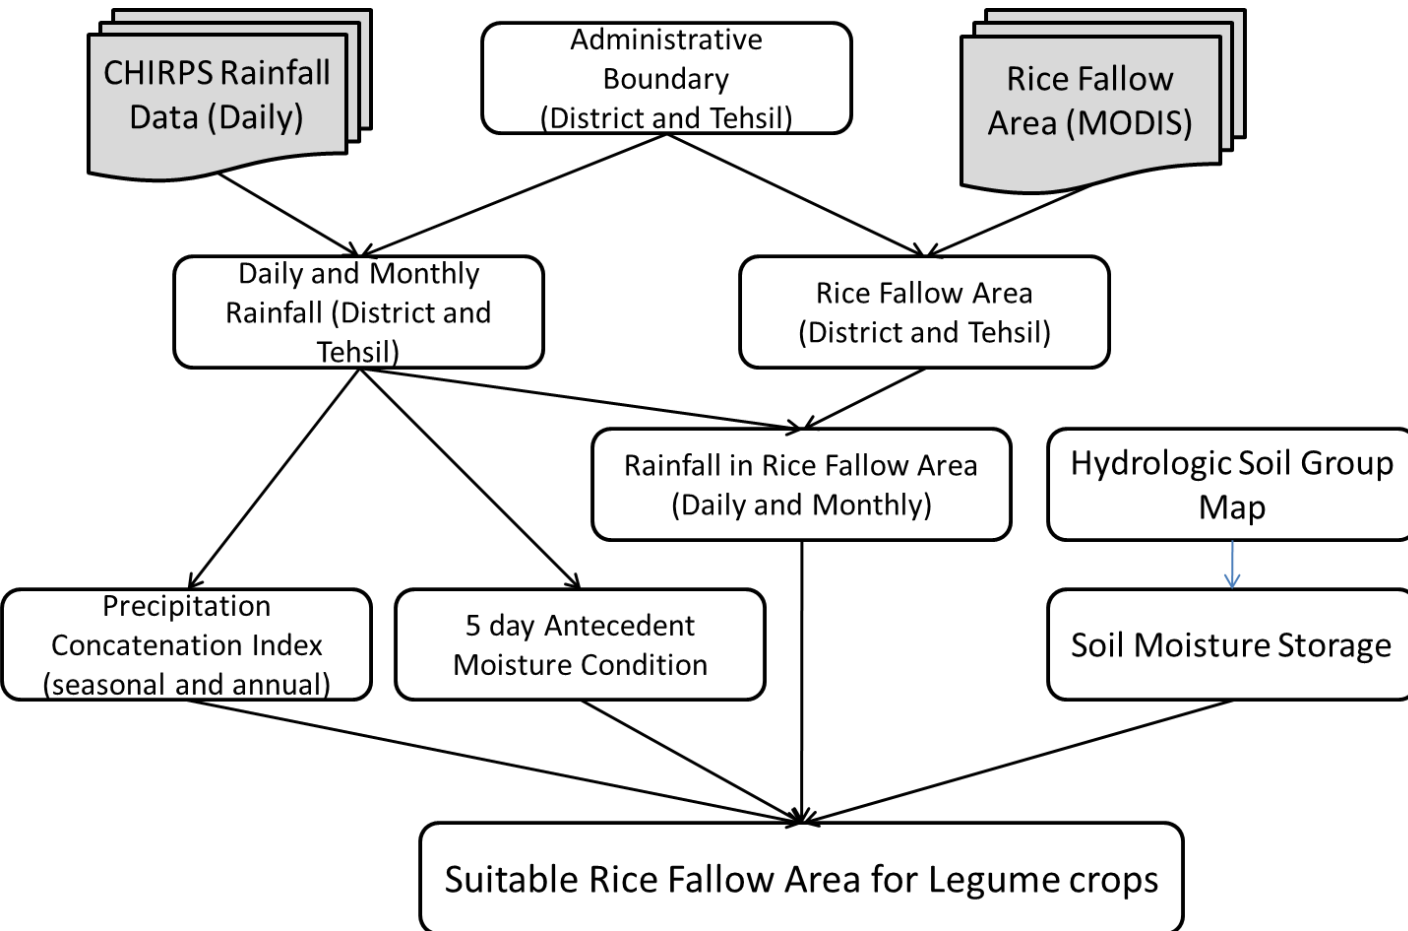 CHIRPS Rainfall
Data (Daily)
Administrative
Boundary
(District and Tehsil)
Rice Fallow
Area (MODIS)
Daily and Monthly
Rainfall (District and
Tehsil)
Rice Fallow Area
(District and Tehsil)
Rainfall in Rice Fallow Area
(Daily and Monthly)
Hydrologic Soil Group
Map
Precipitation
Concatenation Index
(seasonal and annual)
5 day Antecedent
Moisture Condition
Soil Moisture Storage
Suitable Rice Fallow Area for Legume crops